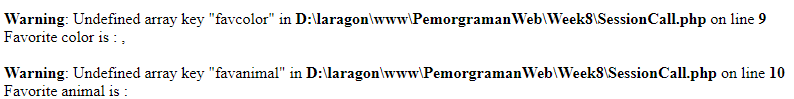 Warning: Undefined array key "favcolor" in D:\laragon\www\PemorgramanWeb\Week8\SessionCall.php on line 9
Favorite color is : ,
Warning: Undefined array key "favanimal" in D:\laragon\www\PemorgramanWeb\Week8\SessionCall.php on line 10
Favorite animal is :